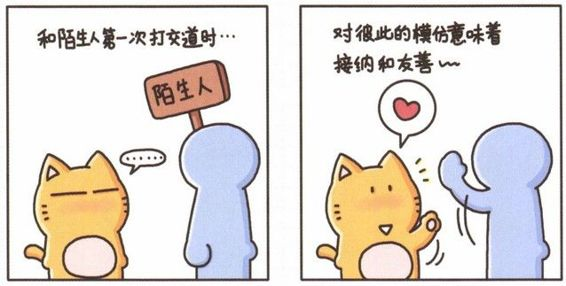 和陌生人第一次打交道时…
陌生人
……
对彼此的模仿意味着
接纳和友善～